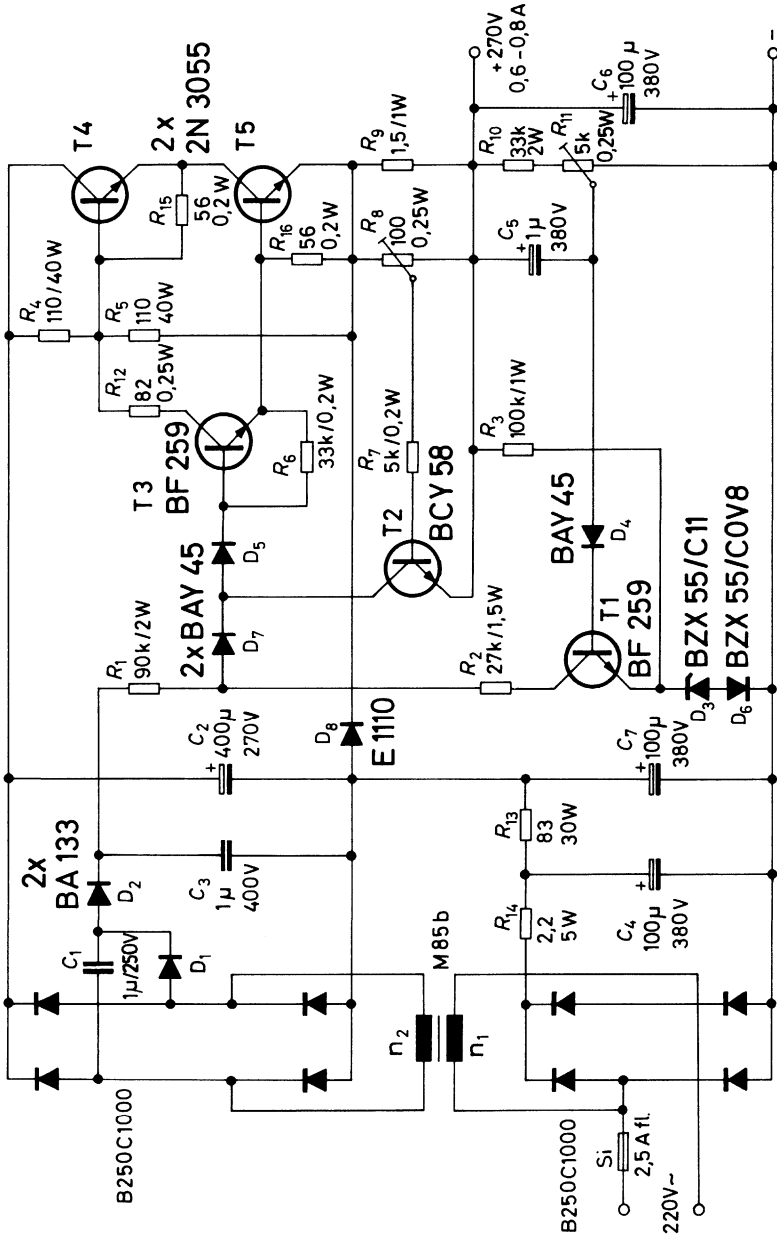 B250C1000
C₁
1µ/250V
D₁
2x
BA 133
D₂
C₃
1µ
400V
C₂
400µ
270V
R₁
90k/2W
2xBAY 45
D₇
D₅
D₈
E 1110
T3
BF 259
R₁₂
82
0,25W
R₆
33k/0,2W
R₄
110/40W
R₅
110
40W
R₁₅
56
0,2W
R₁₆
56
0,2W
T4
2x
2N 3055
T5
R₉
1,5/1W
R₈
100
0,25W
R₇
5k/0,2W
T2
BCY 58
R₂
27k/1,5W
R₃
100k/1W
BAY 45
D₄
T1
BF 259
D₃
BZX 55/C11
D₆
BZX 55/C0V8
C₅
1µ
380V
R₁₀
33k
2W
R₁₁
5k
0,25W
+270V
0,6-0,8A
C₆
100µ
380V
-
n₂
n₁
M85b
R₁₄
2,2
5W
R₁₃
83
30W
C₄
100µ
380V
C₇
100µ
380V
B250C1000
Si
2,5 A fl.
220V~